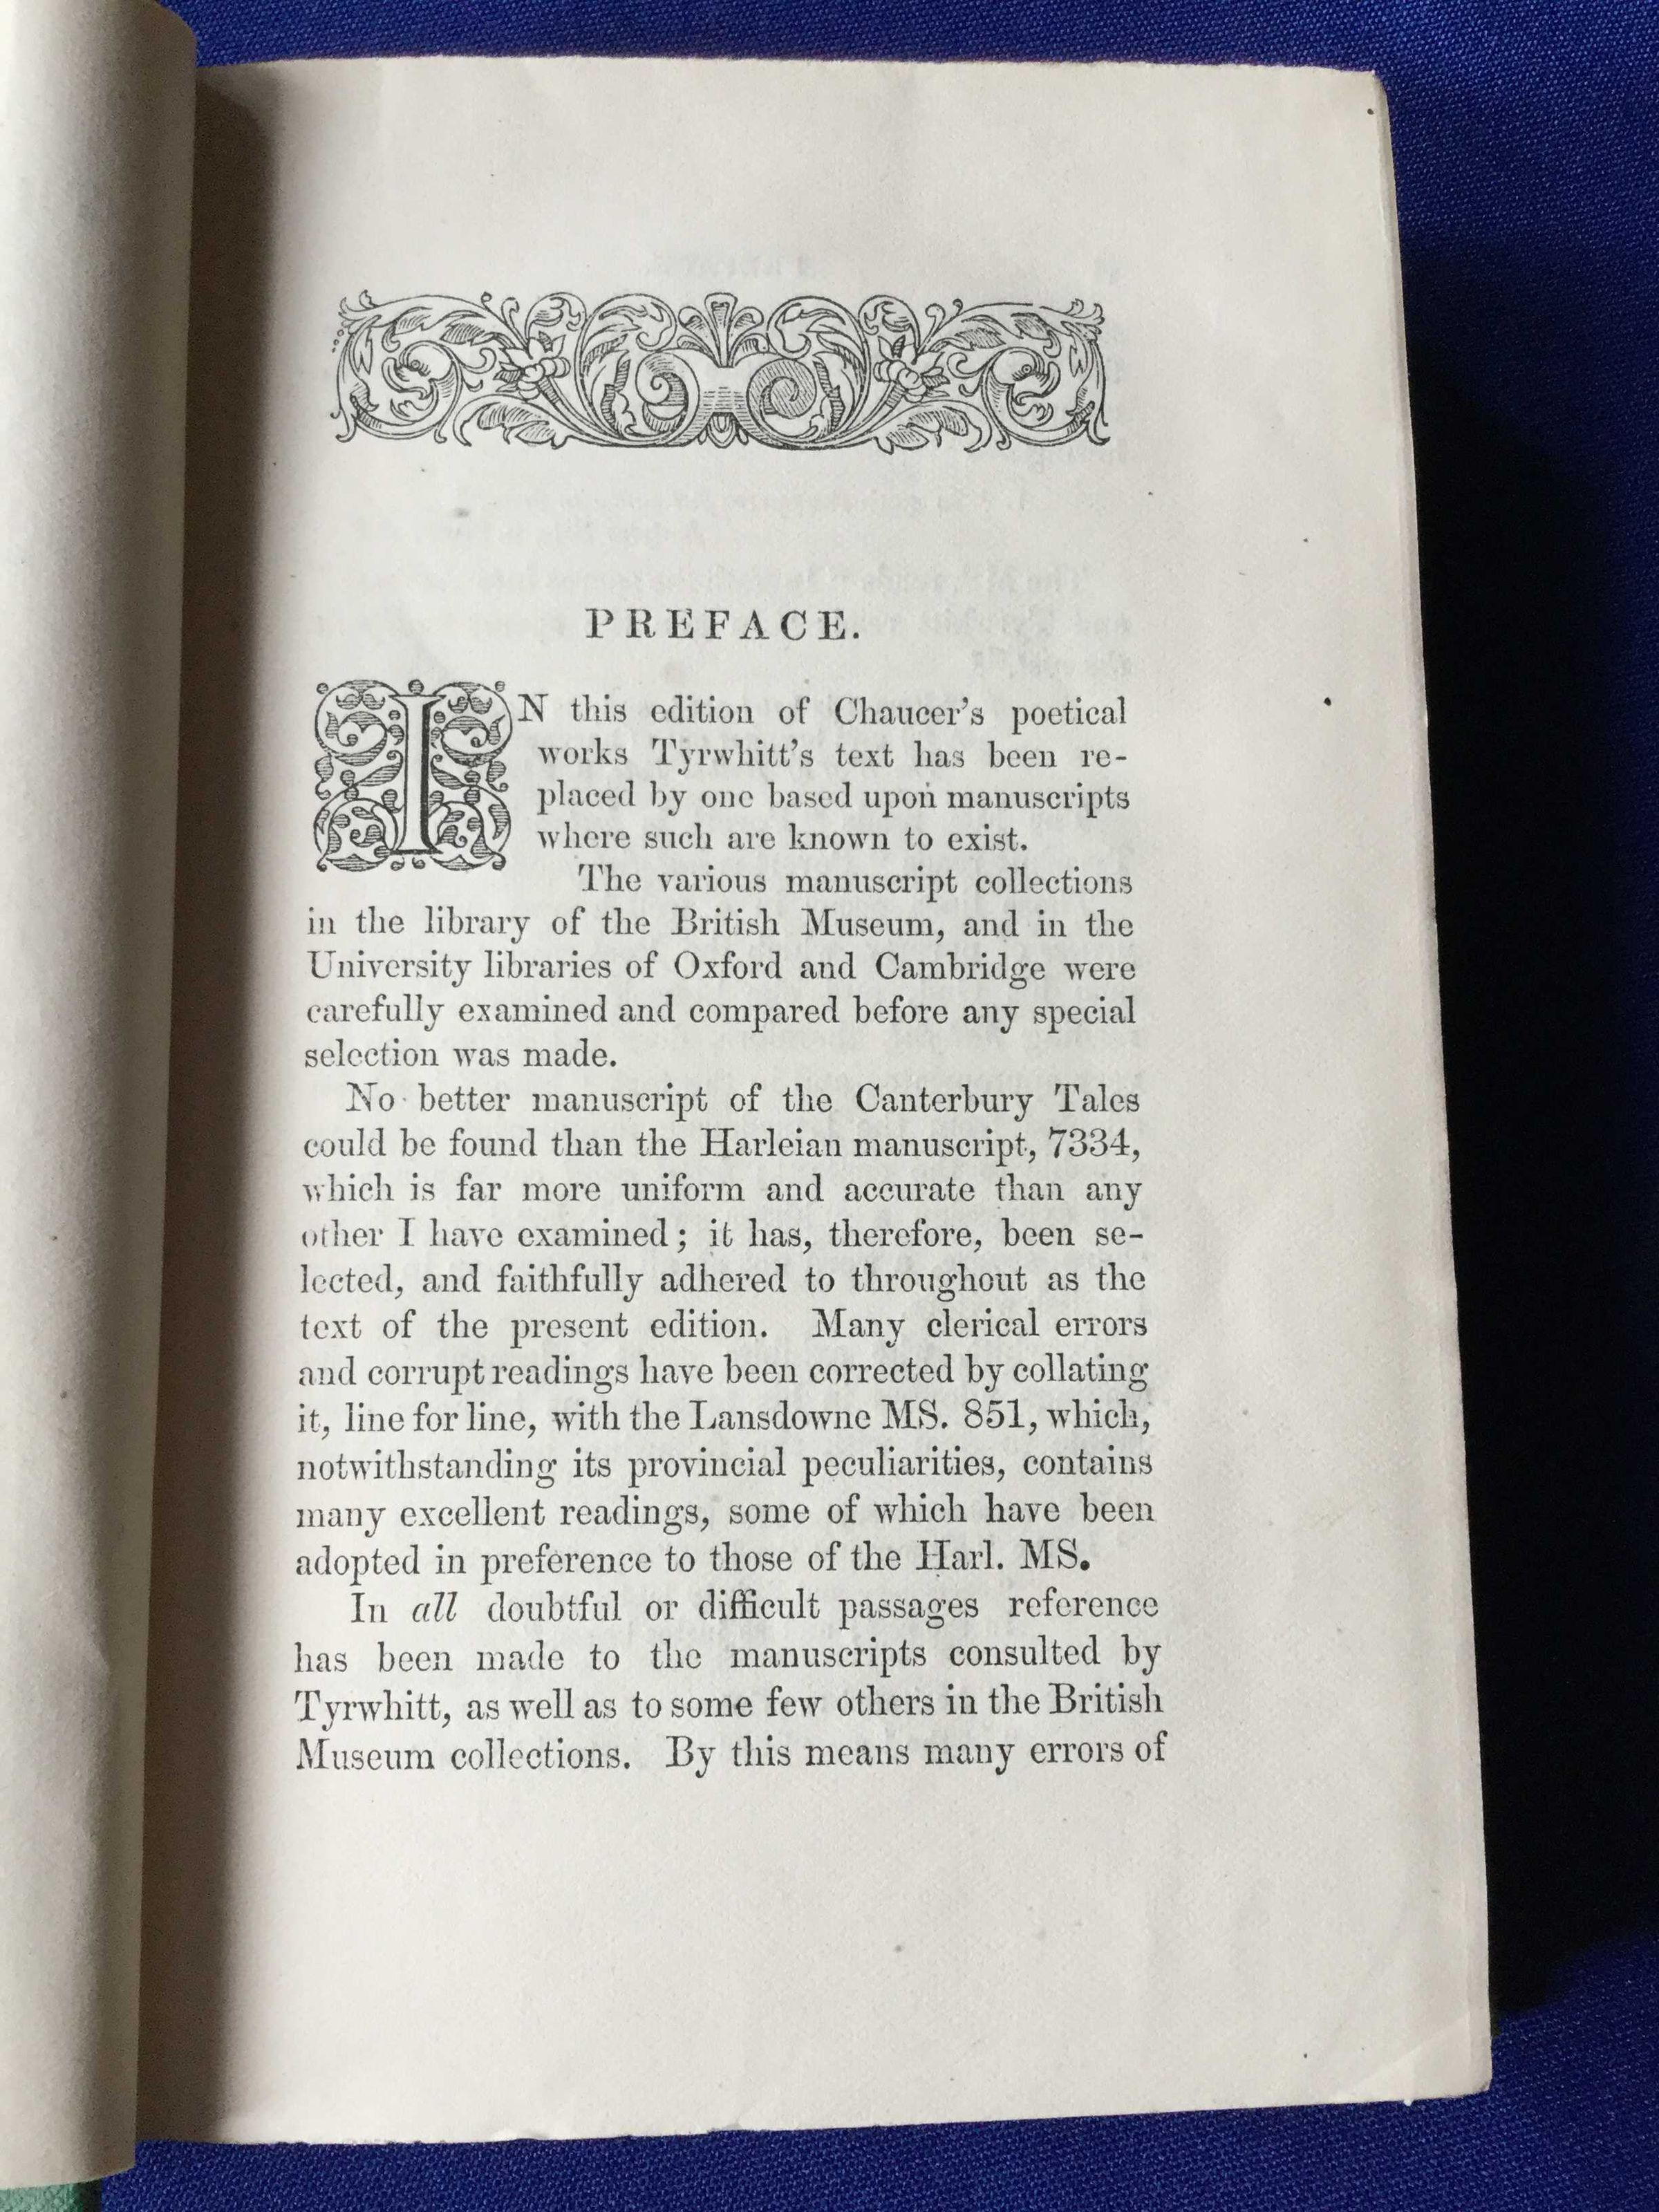 PREFACE.
IN this edition of Chaucer's poetical
works Tyrwhitt's text has been re-
placed by one based upon manuscripts
where such are known to exist.
The various manuscript collections
in the library of the British Museum, and in the
University libraries of Oxford and Cambridge were
carefully examined and compared before any special
selection was made.
No better manuscript of the Canterbury Tales
could be found than the Harleian manuscript, 7334,
which is far more uniform and accurate than any
other I have examined; it has, therefore, been se-
lected, and faithfully adhered to throughout as the
text of the present edition. Many clerical errors
and corrupt readings have been corrected by collating
it, line for line, with the Lansdowne MS. 851, which,
notwithstanding its provincial peculiarities, contains
many excellent readings, some of which have been
adopted in preference to those of the Harl. MS.
In all doubtful or difficult passages reference
has been made to the manuscripts consulted by
Tyrwhitt, as well as to some few others in the British
Museum collections. By this means many errors of